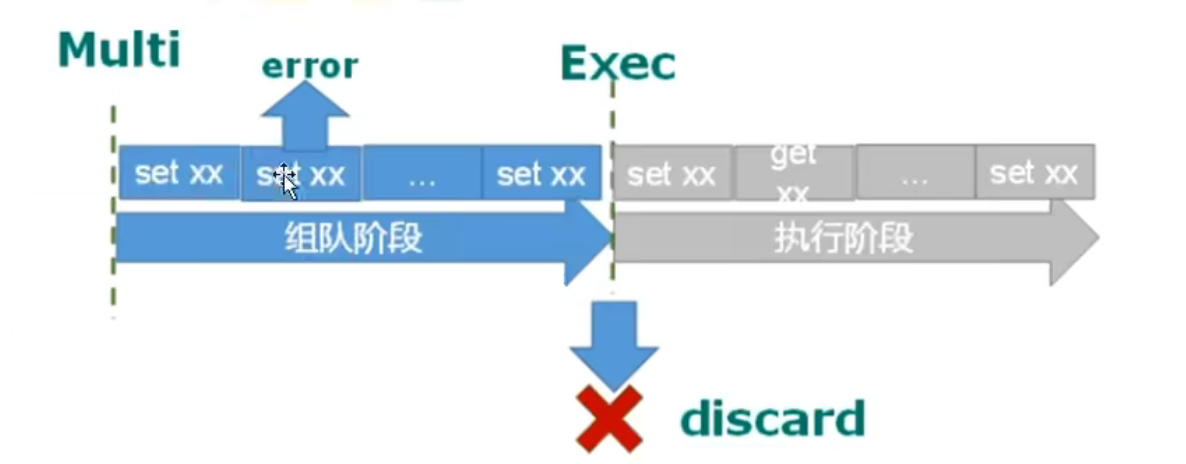 Multi
error
Exec
set xx
set xx
...
set xx
set xx
get
xx
...
set xx
组队阶段
执行阶段
discard